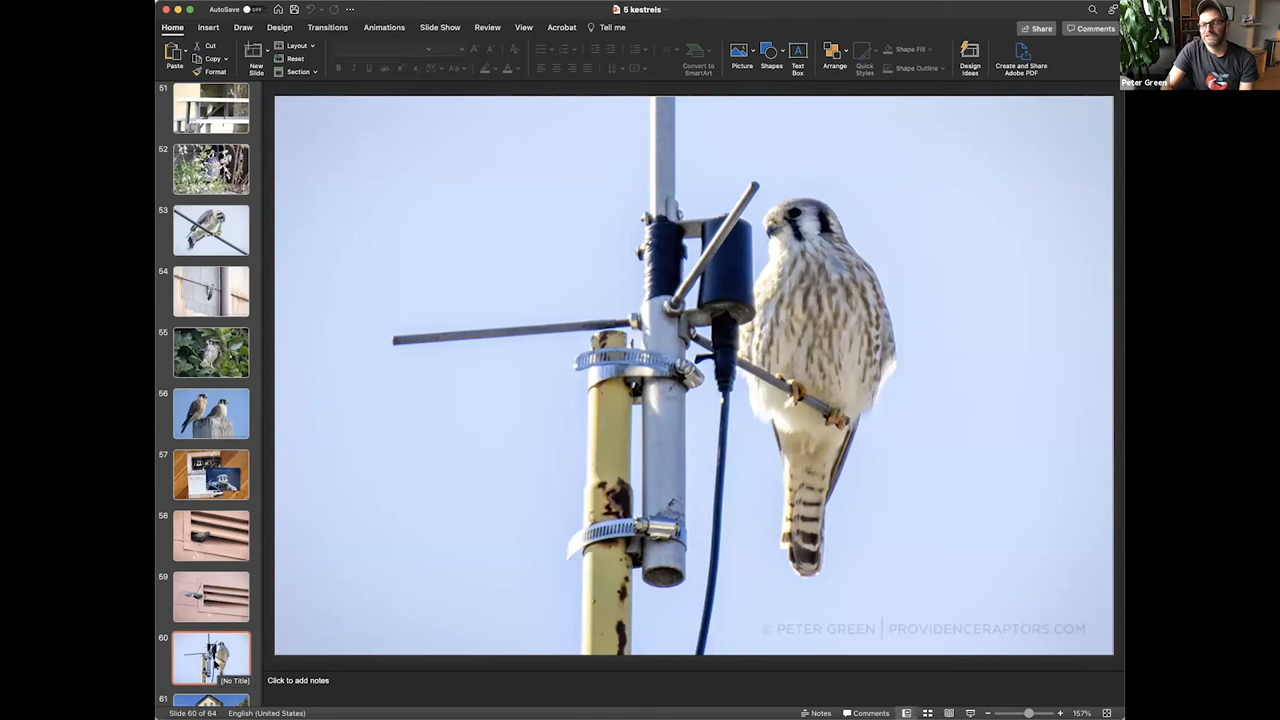 AutoSave OFF
5 kestrels
Home Insert Draw Design Transitions Animations Slide Show Review View Acrobat Tell me
Share Comments
Paste
Cut
Copy
Format
New Slide
Layout
Reset
Section
Convert to SmartArt
Picture
Shapes
Text Box
Arrange
Quick Styles
Shape Fill
Shape Outline
Design Ideas
Create and Share Adobe PDF
Peter Green
51
52
53
54
55
56
57
58
59
60
[No Title]
61
© PETER GREEN | PROVIDENCERAPTORS.COM
Click to add notes
Slide 60 of 64 English (United States) Notes Comments 157%